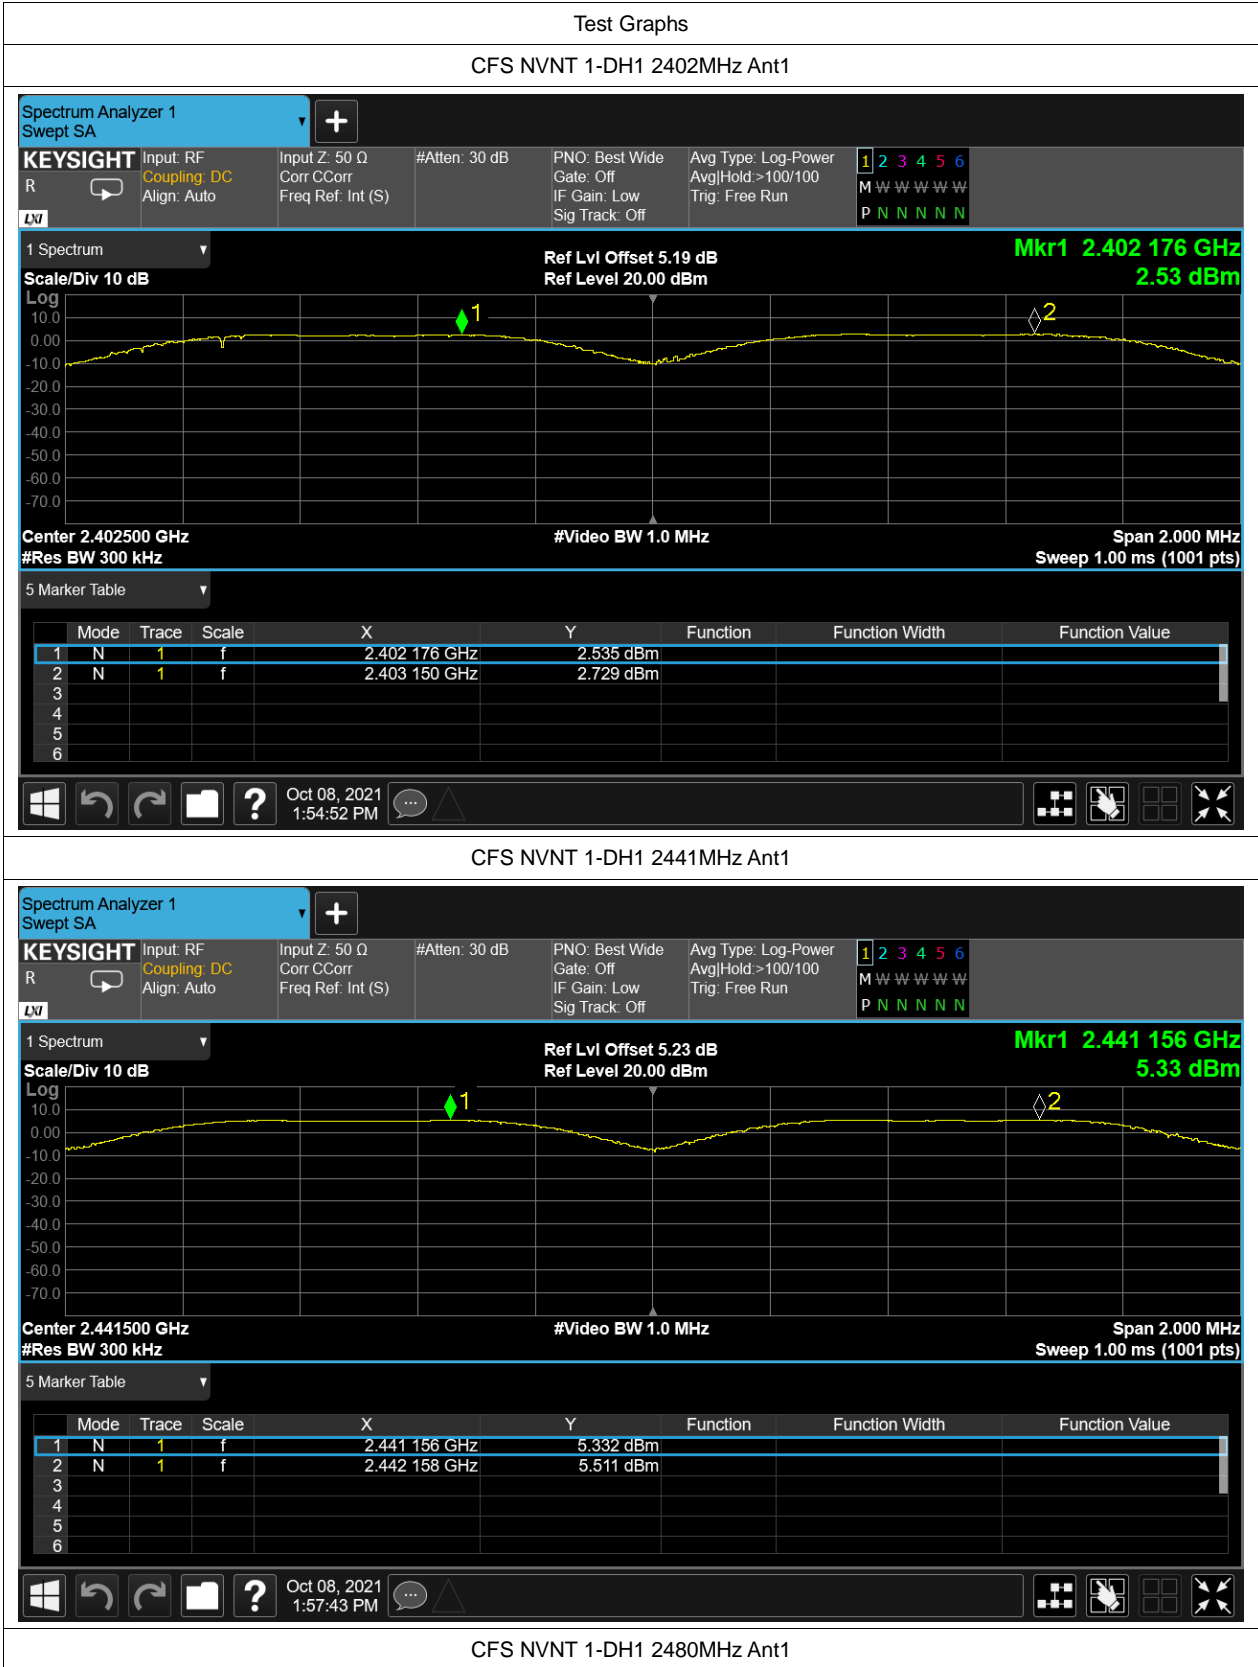 Test Graphs
CFS NVNT 1-DH1 2402MHz Ant1
Spectrum Analyzer 1
Swept SA
KEYSIGHT
R
LXI
Input: RF
Coupling: DC
Align: Auto
Input Z: 50 Ω
Corr CCorr
Freq Ref: Int (S)
#Atten: 30 dB
PNO: Best Wide
Gate: Off
IF Gain: Low
Sig Track: Off
Avg Type: Log-Power
Avg|Hold:>100/100
Trig: Free Run
1 2 3 4 5 6
M W W W W W
P N N N N N
1 Spectrum
Scale/Div 10 dB
Ref Lvl Offset 5.19 dB
Ref Level 20.00 dBm
Mkr1 2.402 176 GHz
2.53 dBm
Log
10.0
0.00
-10.0
-20.0
-30.0
-40.0
-50.0
-60.0
-70.0
1
2
Center 2.402500 GHz
#Video BW 1.0 MHz
Span 2.000 MHz
#Res BW 300 kHz
Sweep 1.00 ms (1001 pts)
5 Marker Table
Mode Trace Scale X Y Function Function Width Function Value
1 N 1 f 2.402 176 GHz 2.535 dBm
2 N 1 f 2.403 150 GHz 2.729 dBm
3
4
5
6
?
Oct 08, 2021
1:54:52 PM
CFS NVNT 1-DH1 2441MHz Ant1
Spectrum Analyzer 1
Swept SA
KEYSIGHT
R
LXI
Input: RF
Coupling: DC
Align: Auto
Input Z: 50 Ω
Corr CCorr
Freq Ref: Int (S)
#Atten: 30 dB
PNO: Best Wide
Gate: Off
IF Gain: Low
Sig Track: Off
Avg Type: Log-Power
Avg|Hold:>100/100
Trig: Free Run
1 2 3 4 5 6
M W W W W W
P N N N N N
1 Spectrum
Scale/Div 10 dB
Ref Lvl Offset 5.23 dB
Ref Level 20.00 dBm
Mkr1 2.441 156 GHz
5.33 dBm
Log
10.0
0.00
-10.0
-20.0
-30.0
-40.0
-50.0
-60.0
-70.0
1
2
Center 2.441500 GHz
#Video BW 1.0 MHz
Span 2.000 MHz
#Res BW 300 kHz
Sweep 1.00 ms (1001 pts)
5 Marker Table
Mode Trace Scale X Y Function Function Width Function Value
1 N 1 f 2.441 156 GHz 5.332 dBm
2 N 1 f 2.442 158 GHz 5.511 dBm
3
4
5
6
?
Oct 08, 2021
1:57:43 PM
CFS NVNT 1-DH1 2480MHz Ant1